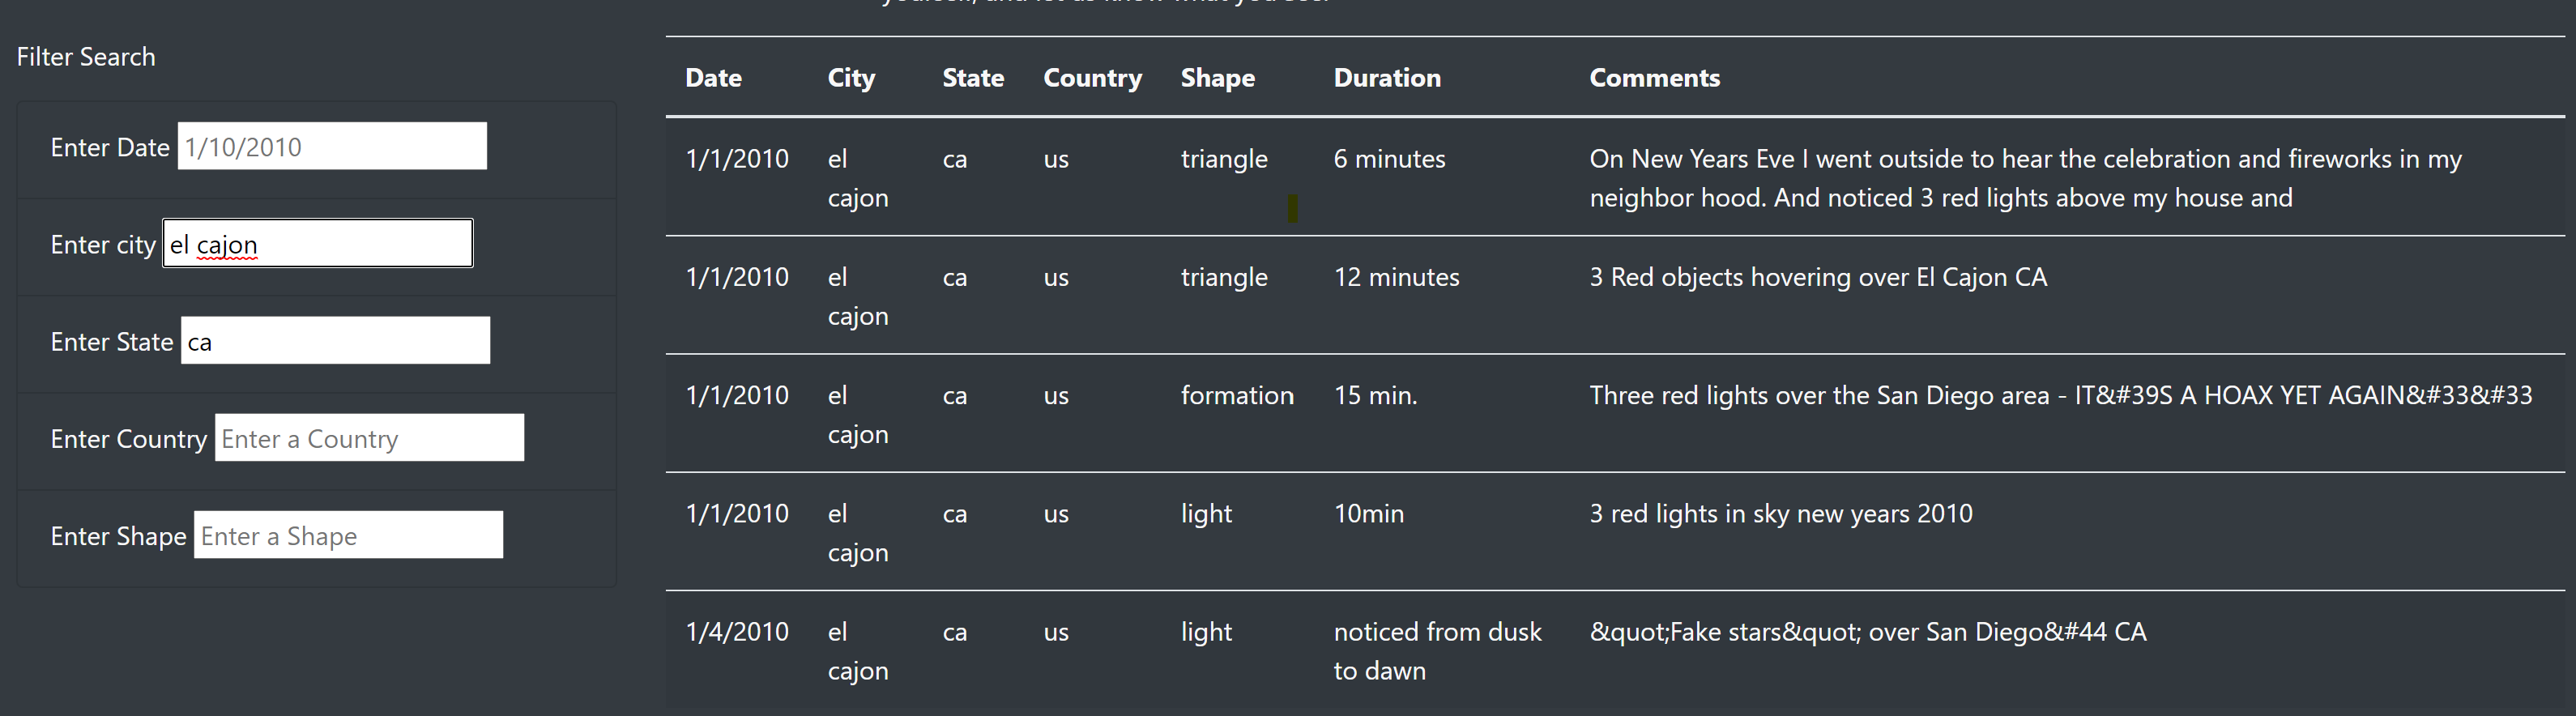 Filter Search
Enter Date 1/10/2010
Enter city el cajon
Enter State ca
Enter Country Enter a Country
Enter Shape Enter a Shape
Date City State Country Shape Duration Comments
1/1/2010 el ca us triangle 6 minutes On New Years Eve I went outside to hear the celebration and fireworks in my
cajon neighbor hood. And noticed 3 red lights above my house and
1/1/2010 el ca us triangle 12 minutes 3 Red objects hovering over El Cajon CA
cajon
1/1/2010 el ca us formation 15 min. Three red lights over the San Diego area - IT&#39S A HOAX YET AGAIN&#33&#33
cajon
1/1/2010 el ca us light 10min 3 red lights in sky new years 2010
cajon
1/4/2010 el ca us light noticed from dusk &quot;Fake stars&quot; over San Diego&#44 CA
cajon to dawn